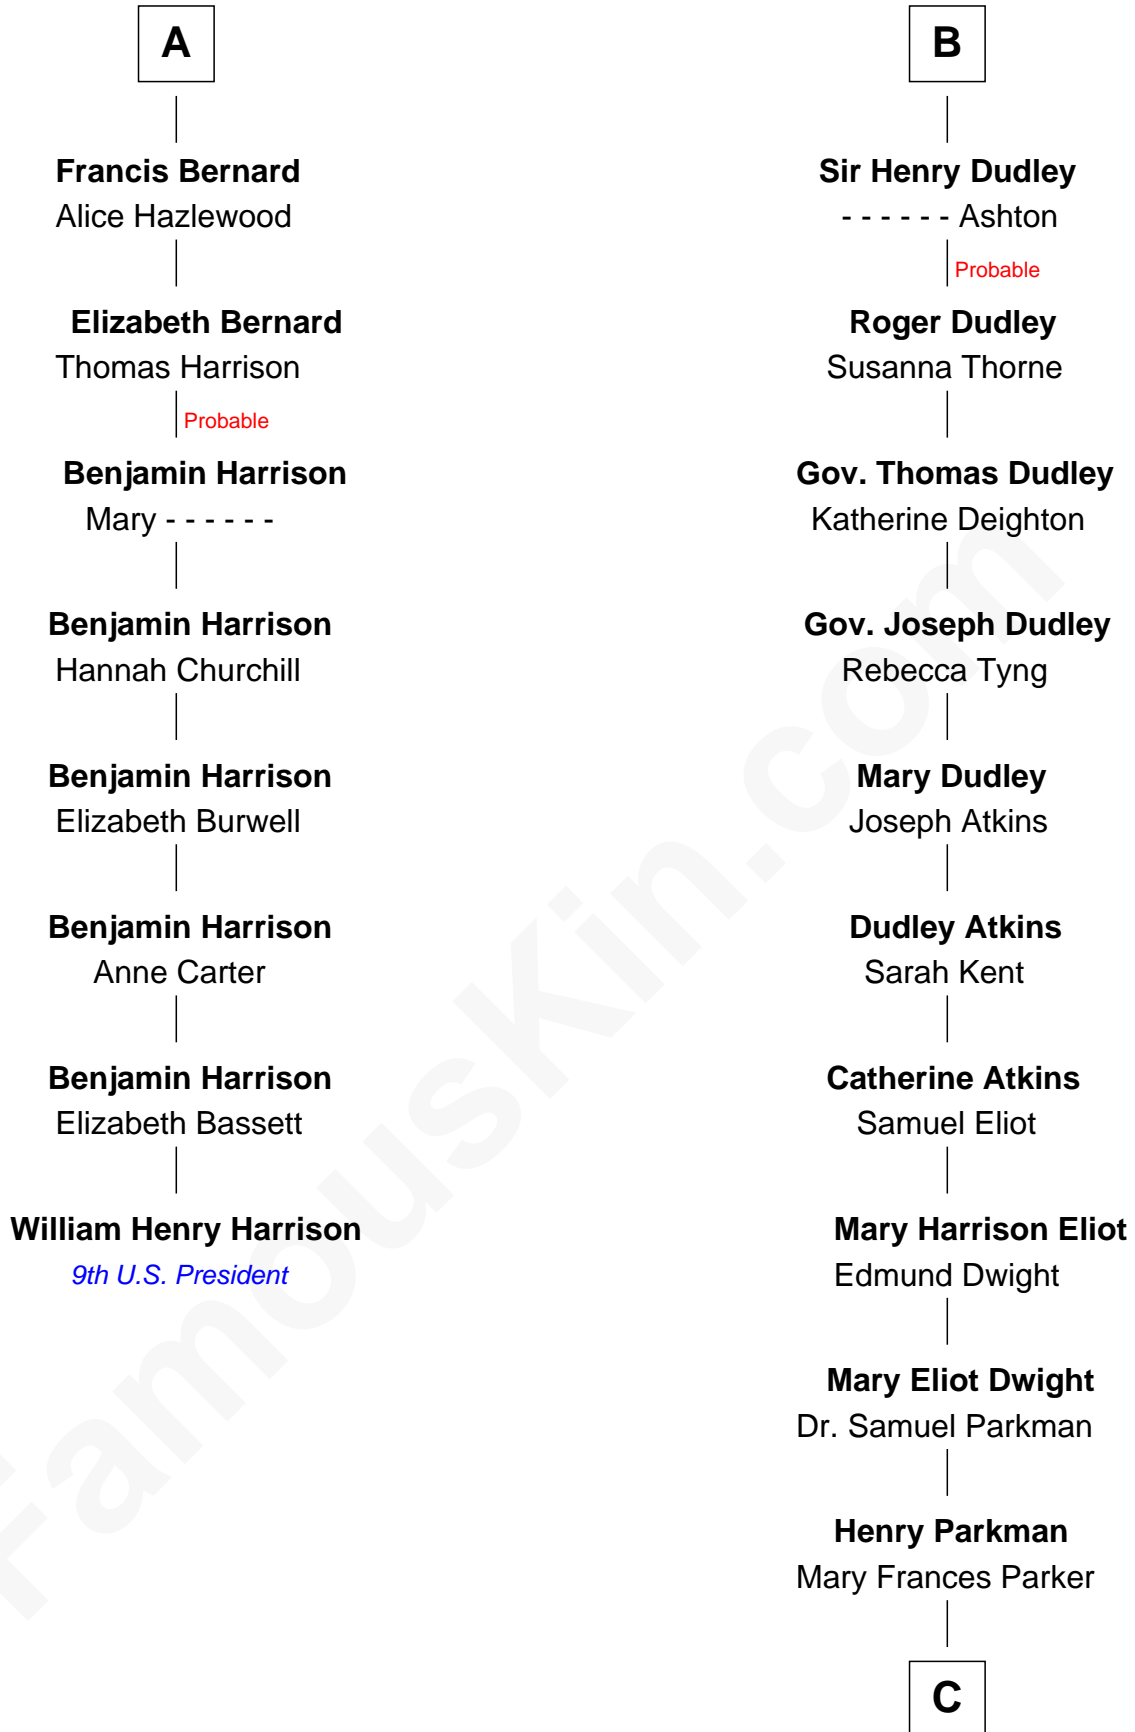 A
Francis Bernard
Alice Hazlewood
Elizabeth Bernard
Thomas Harrison
Probable
Benjamin Harrison
Mary - - - - - -
Benjamin Harrison
Hannah Churchill
Benjamin Harrison
Elizabeth Burwell
Benjamin Harrison
Anne Carter
Benjamin Harrison
Elizabeth Bassett
William Henry Harrison
9th U.S. President
B
Sir Henry Dudley
- - - - - - Ashton
Probable
Roger Dudley
Susanna Thorne
Gov. Thomas Dudley
Katherine Deighton
Gov. Joseph Dudley
Rebecca Tyng
Mary Dudley
Joseph Atkins
Dudley Atkins
Sarah Kent
Catherine Atkins
Samuel Eliot
Mary Harrison Eliot
Edmund Dwight
Mary Eliot Dwight
Dr. Samuel Parkman
Henry Parkman
Mary Frances Parker
C
FamousKin.com